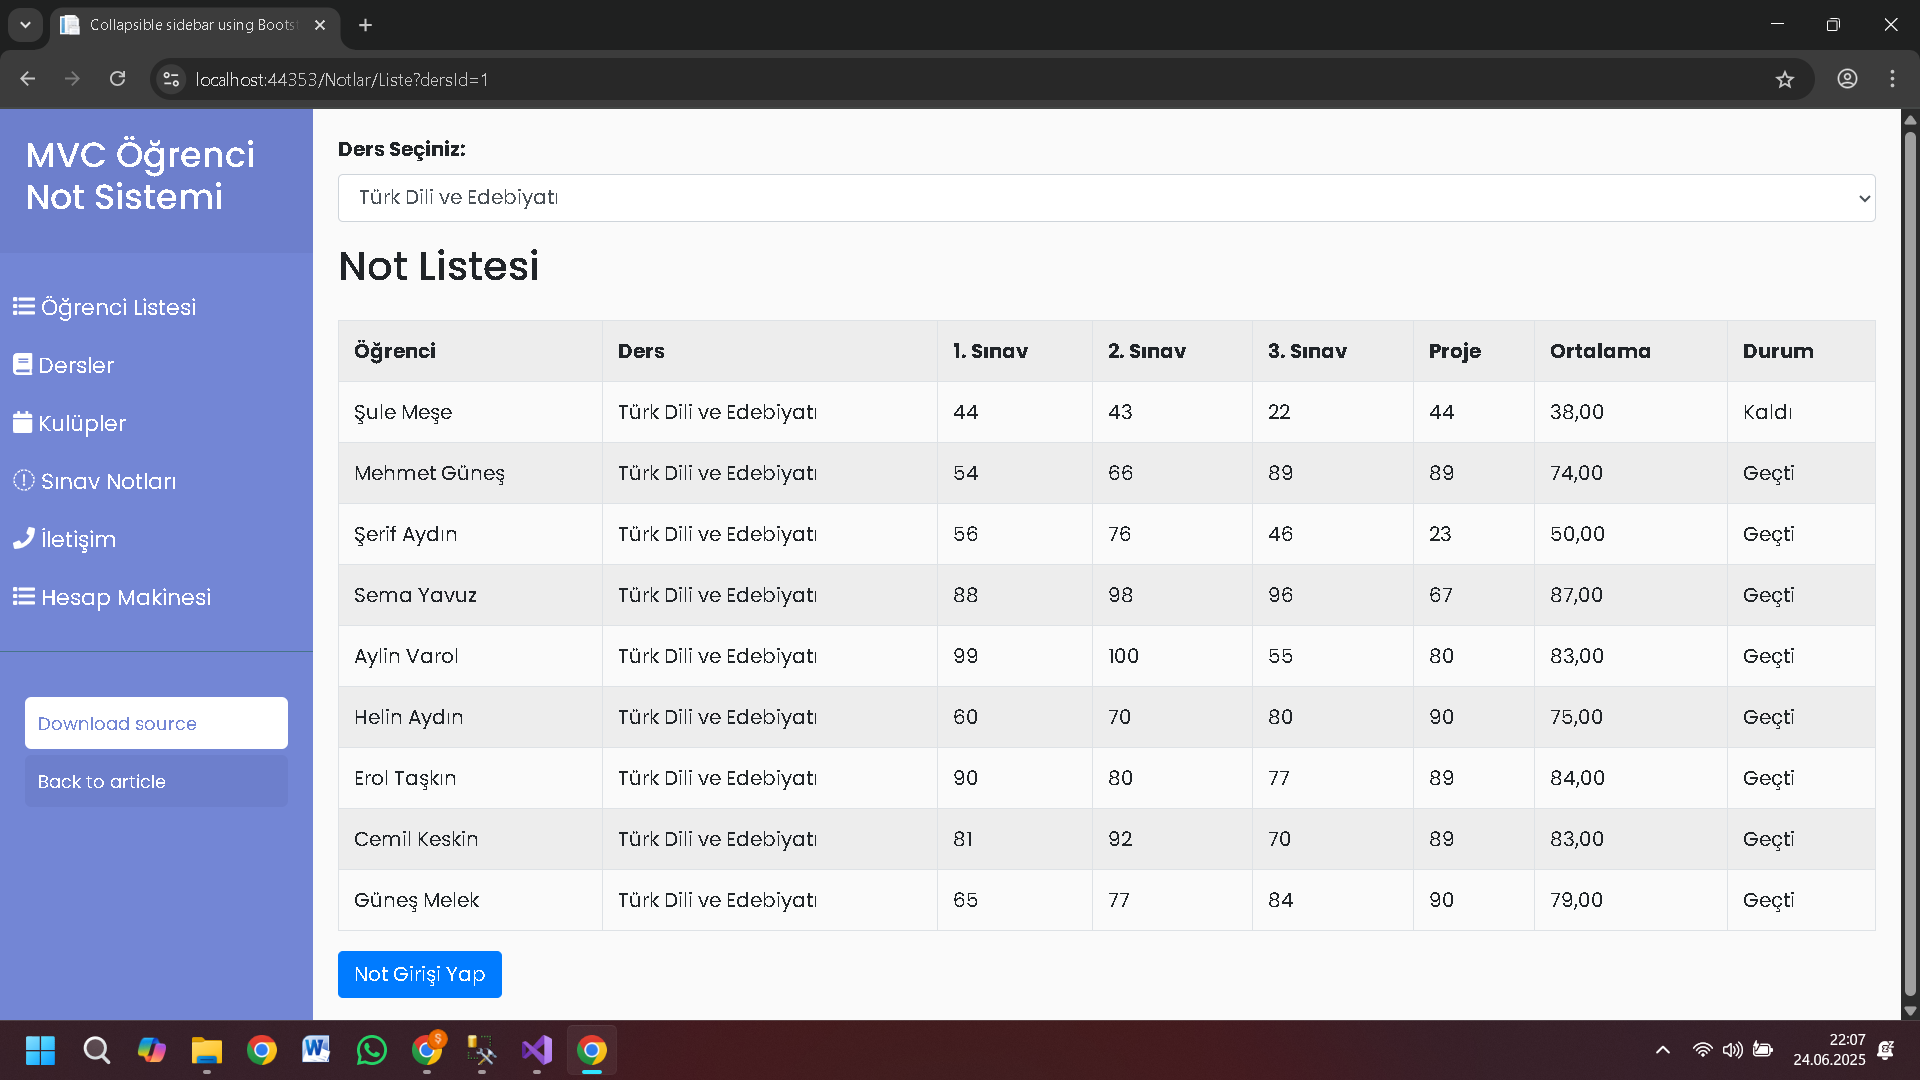 Collapsible sidebar using Boots
localhost:44353/Notlar/Liste?dersId=1
MVC Öğrenci
Not Sistemi
Öğrenci Listesi
Dersler
Kulüpler
Sınav Notları
İletişim
Hesap Makinesi
Download source
Back to article
Ders Seçiniz:
Türk Dili ve Edebiyatı
Not Listesi
Öğrenci Ders 1. Sınav 2. Sınav 3. Sınav Proje Ortalama Durum
Şule Meşe Türk Dili ve Edebiyatı 44 43 22 44 38,00 Kaldı
Mehmet Güneş Türk Dili ve Edebiyatı 54 66 89 89 74,00 Geçti
Şerif Aydın Türk Dili ve Edebiyatı 56 76 46 23 50,00 Geçti
Sema Yavuz Türk Dili ve Edebiyatı 88 98 96 67 87,00 Geçti
Aylin Varol Türk Dili ve Edebiyatı 99 100 55 80 83,00 Geçti
Helin Aydın Türk Dili ve Edebiyatı 60 70 80 90 75,00 Geçti
Erol Taşkın Türk Dili ve Edebiyatı 90 80 77 89 84,00 Geçti
Cemil Keskin Türk Dili ve Edebiyatı 81 92 70 89 83,00 Geçti
Güneş Melek Türk Dili ve Edebiyatı 65 77 84 90 79,00 Geçti
Not Girişi Yap
22:07
24.06.2025